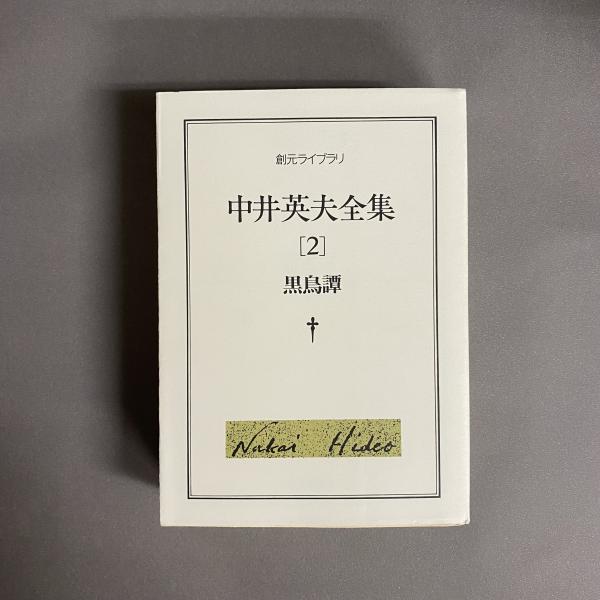 創元ライブラリ
中井英夫全集
[2]
黒鳥譚
†
Nakai Hideo